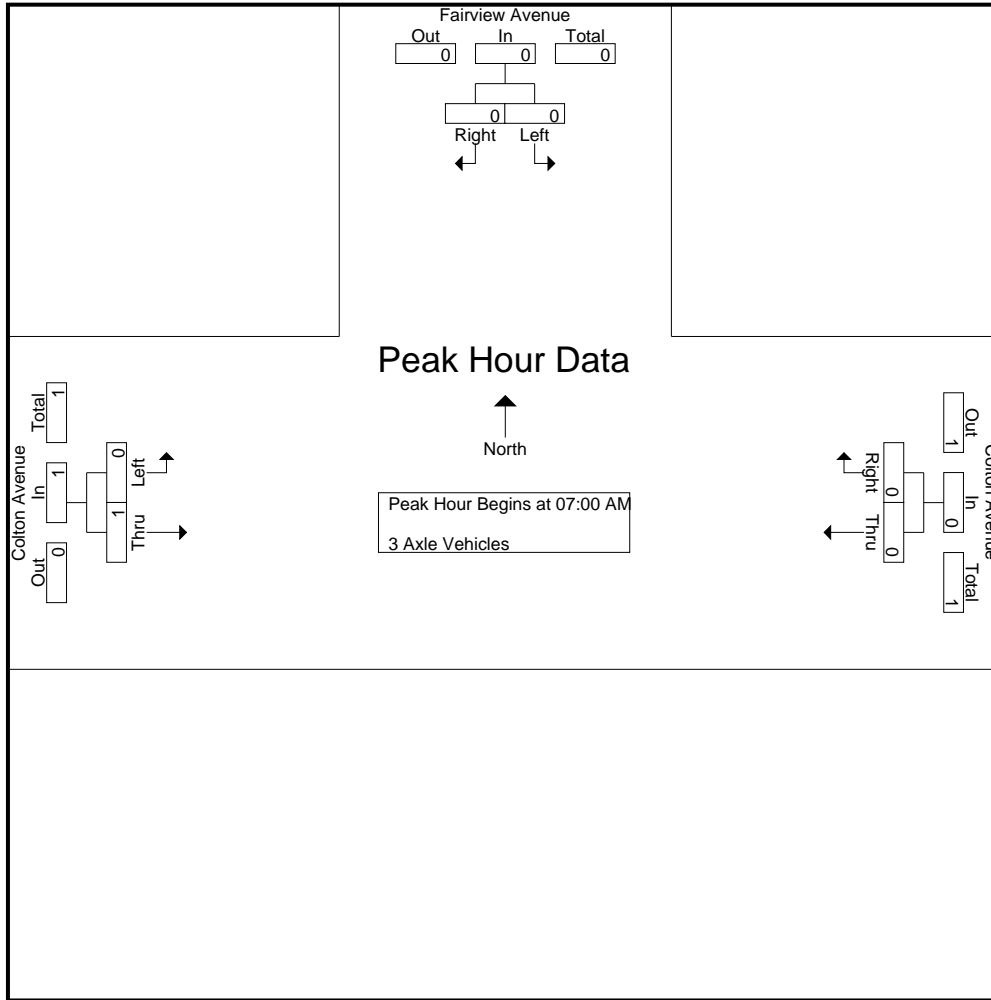 Fairview Avenue
Out In Total
0 0 0
0 0
Right Left
Peak Hour Data
North
Peak Hour Begins at 07:00 AM
3 Axle Vehicles
Colton Avenue
Out In Total
0 1 1
1 0
Thru Left
Colton Avenue
Out In Total
1 0 1
0 0
Right Thru